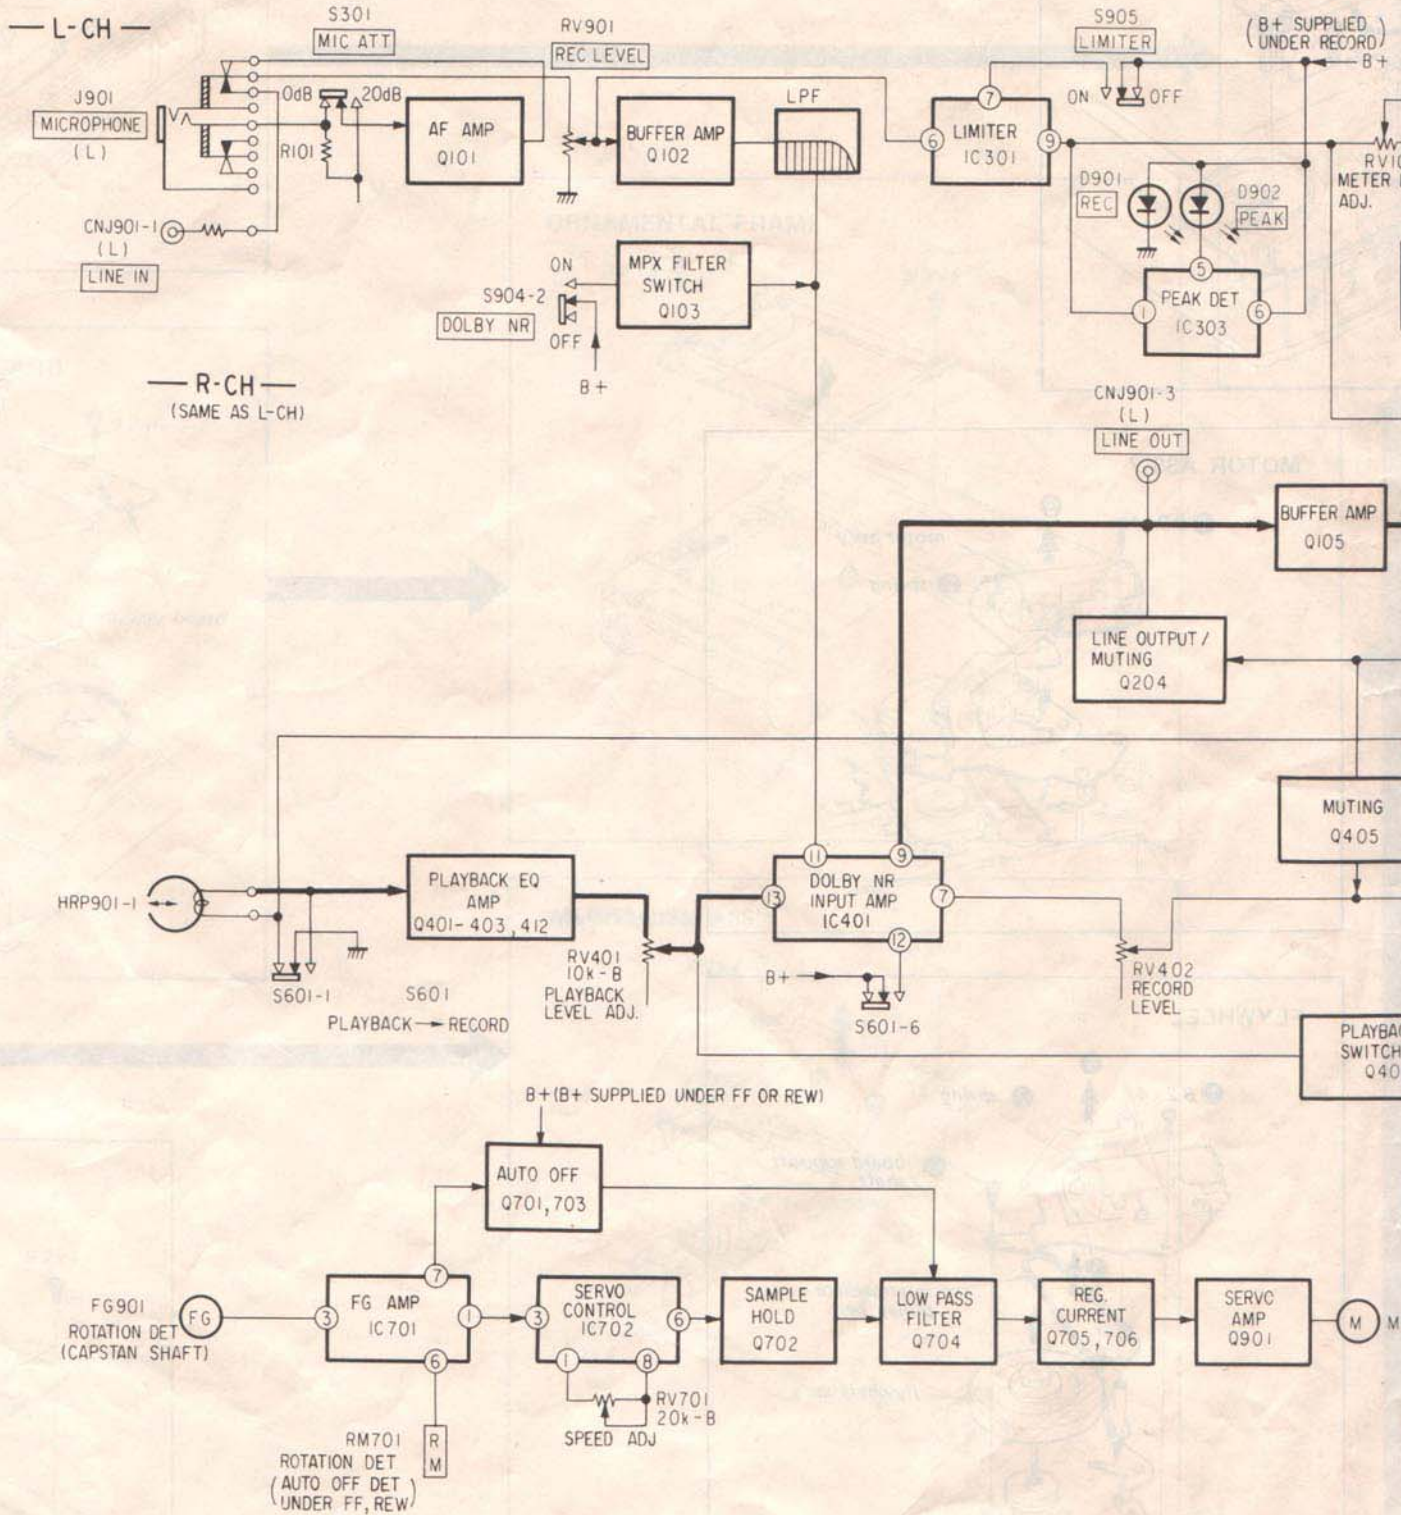 L-CH
S301
MIC ATT
RV901
REC LEVEL
S905
LIMITER
(B+ SUPPLIED
UNDER RECORD)
B+
J901
MICROPHONE
(L)
0dB
20dB
R101
AF AMP
Q101
BUFFER AMP
Q102
LPF
7
6
LIMITER
IC301
9
ON
OFF
RV10
METER
ADJ.
D901
REC
D902
PEAK
CNJ901-1
(L)
LINE IN
ON
S904-2
DOLBY NR
OFF
B+
MPX FILTER
SWITCH
Q103
5
1
PEAK DET
IC303
6
R-CH
(SAME AS L-CH)
CNJ901-3
(L)
LINE OUT
BUFFER AMP
Q105
LINE OUTPUT/
MUTING
Q204
MUTING
Q405
HRP901-1
PLAYBACK EQ
AMP
Q401-403,412
11
9
13
DOLBY NR
INPUT AMP
IC401
7
12
S601-1
S601
PLAYBACK → RECORD
RV401
10k-B
PLAYBACK
LEVEL ADJ.
B+
S601-6
RV402
RECORD
LEVEL
PLAYBAC
SWITCH
Q40
B+(B+ SUPPLIED UNDER FF OR REW)
AUTO OFF
Q701,703
FG901
ROTATION DET
(CAPSTAN SHAFT)
FG
7
3
FG AMP
IC701
1
6
3
SERVO
CONTROL
IC702
6
1
8
SAMPLE
HOLD
Q702
LOW PASS
FILTER
Q704
REG.
CURRENT
Q705,706
SERVO
AMP
Q901
M
M
RV701
20k-B
SPEED ADJ
RM701
ROTATION DET
(AUTO OFF DET
UNDER FF, REW)
R
M